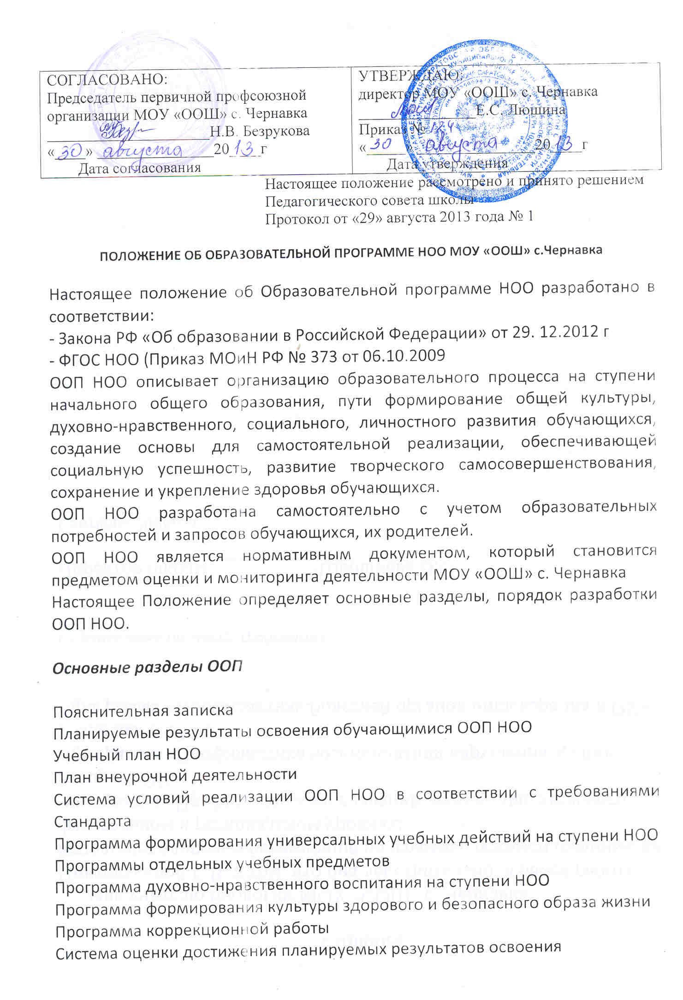 СОГЛАСОВАНО:
Председатель первичной профсоюзной
организации МОУ «ООШ» с. Чернавка
Н.В. Безрукова
«30» августа 2013 г
Дата согласования
УТВЕРЖДАЮ:
директор МОУ «ООШ» с. Чернавка
Е.С. Люшина
Приказ № 124
«30» августа 2013 г
Дата утверждения
Настоящее положение рассмотрено и принято решением
Педагогического совета школы
Протокол от «29» августа 2013 года № 1
ПОЛОЖЕНИЕ ОБ ОБРАЗОВАТЕЛЬНОЙ ПРОГРАММЕ НОО МОУ «ООШ» с.Чернавка
Настоящее положение об Образовательной программе НОО разработано в
соответствии:
- Закона РФ «Об образовании в Российской Федерации» от 29. 12.2012 г
- ФГОС НОО (Приказ МОиН РФ № 373 от 06.10.2009
ООП НОО описывает организацию образовательного процесса на ступени
начального общего образования, пути формирование общей культуры,
духовно-нравственного, социального, личностного развития обучающихся,
создание основы для самостоятельной реализации, обеспечивающей
социальную успешность, развитие творческого самосовершенствования,
сохранение и укрепление здоровья обучающихся.
ООП НОО разработана самостоятельно с учетом образовательных
потребностей и запросов обучающихся, их родителей.
ООП НОО является нормативным документом, который становится
предметом оценки и мониторинга деятельности МОУ «ООШ» с. Чернавка
Настоящее Положение определяет основные разделы, порядок разработки
ООП НОО.
Основные разделы ООП
Пояснительная записка
Планируемые результаты освоения обучающимися ООП НОО
Учебный план НОО
План внеурочной деятельности
Система условий реализации ООП НОО в соответствии с требованиями
Стандарта
Программа формирования универсальных учебных действий на ступени НОО
Программы отдельных учебных предметов
Программа духовно-нравственного воспитания на ступени НОО
Программа формирования культуры здорового и безопасного образа жизни
Программа коррекционной работы
Система оценки достижения планируемых результатов освоения